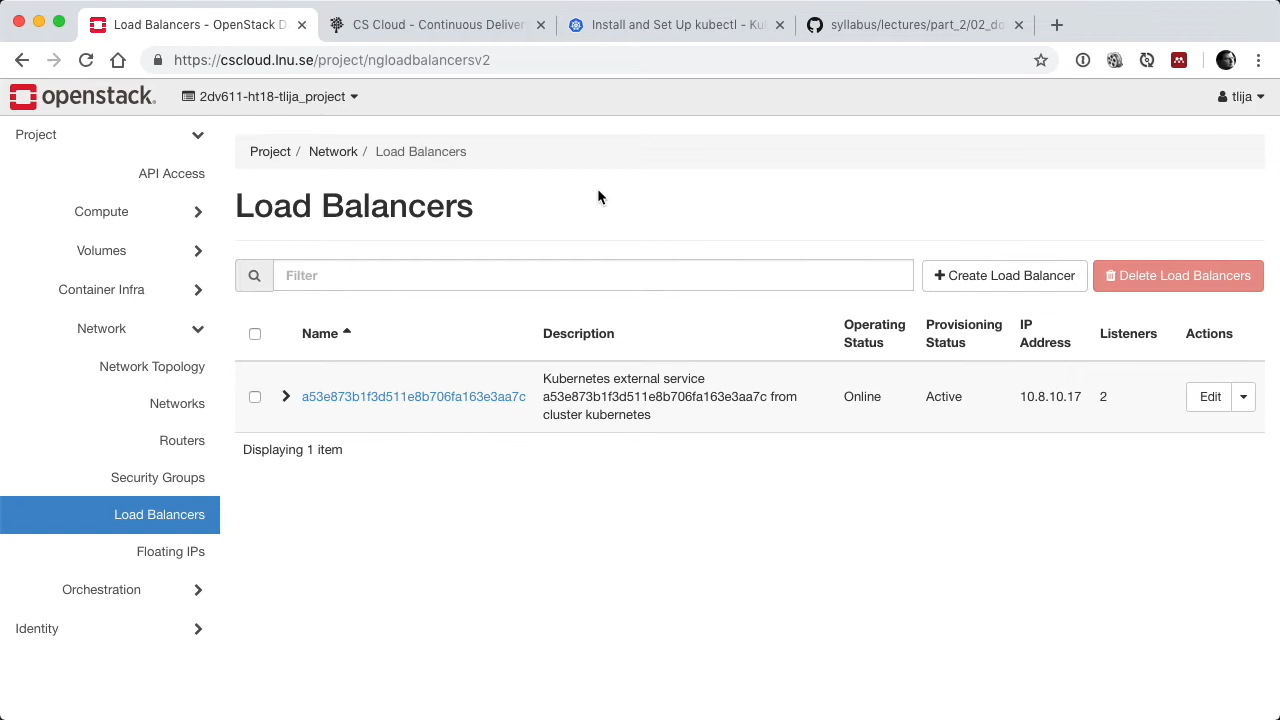 Load Balancers - OpenStack D
CS Cloud - Continuous Deliver
Install and Set Up kubectl - Ku
syllabus/lectures/part_2/02_do
https://cscloud.lnu.se/project/ngloadbalancersv2
openstack.
2dv611-ht18-tlija_project
tlija
Project
API Access
Compute
Volumes
Container Infra
Network
Network Topology
Networks
Routers
Security Groups
Load Balancers
Floating IPs
Orchestration
Identity
Project / Network / Load Balancers
Load Balancers
Filter
Create Load Balancer
Delete Load Balancers
Name Description Operating Status Provisioning Status IP Address Listeners Actions
a53e873b1f3d511e8b706fa163e3aa7c
Kubernetes external service
a53e873b1f3d511e8b706fa163e3aa7c from
cluster kubernetes
Online Active 10.8.10.17 2 Edit
Displaying 1 item